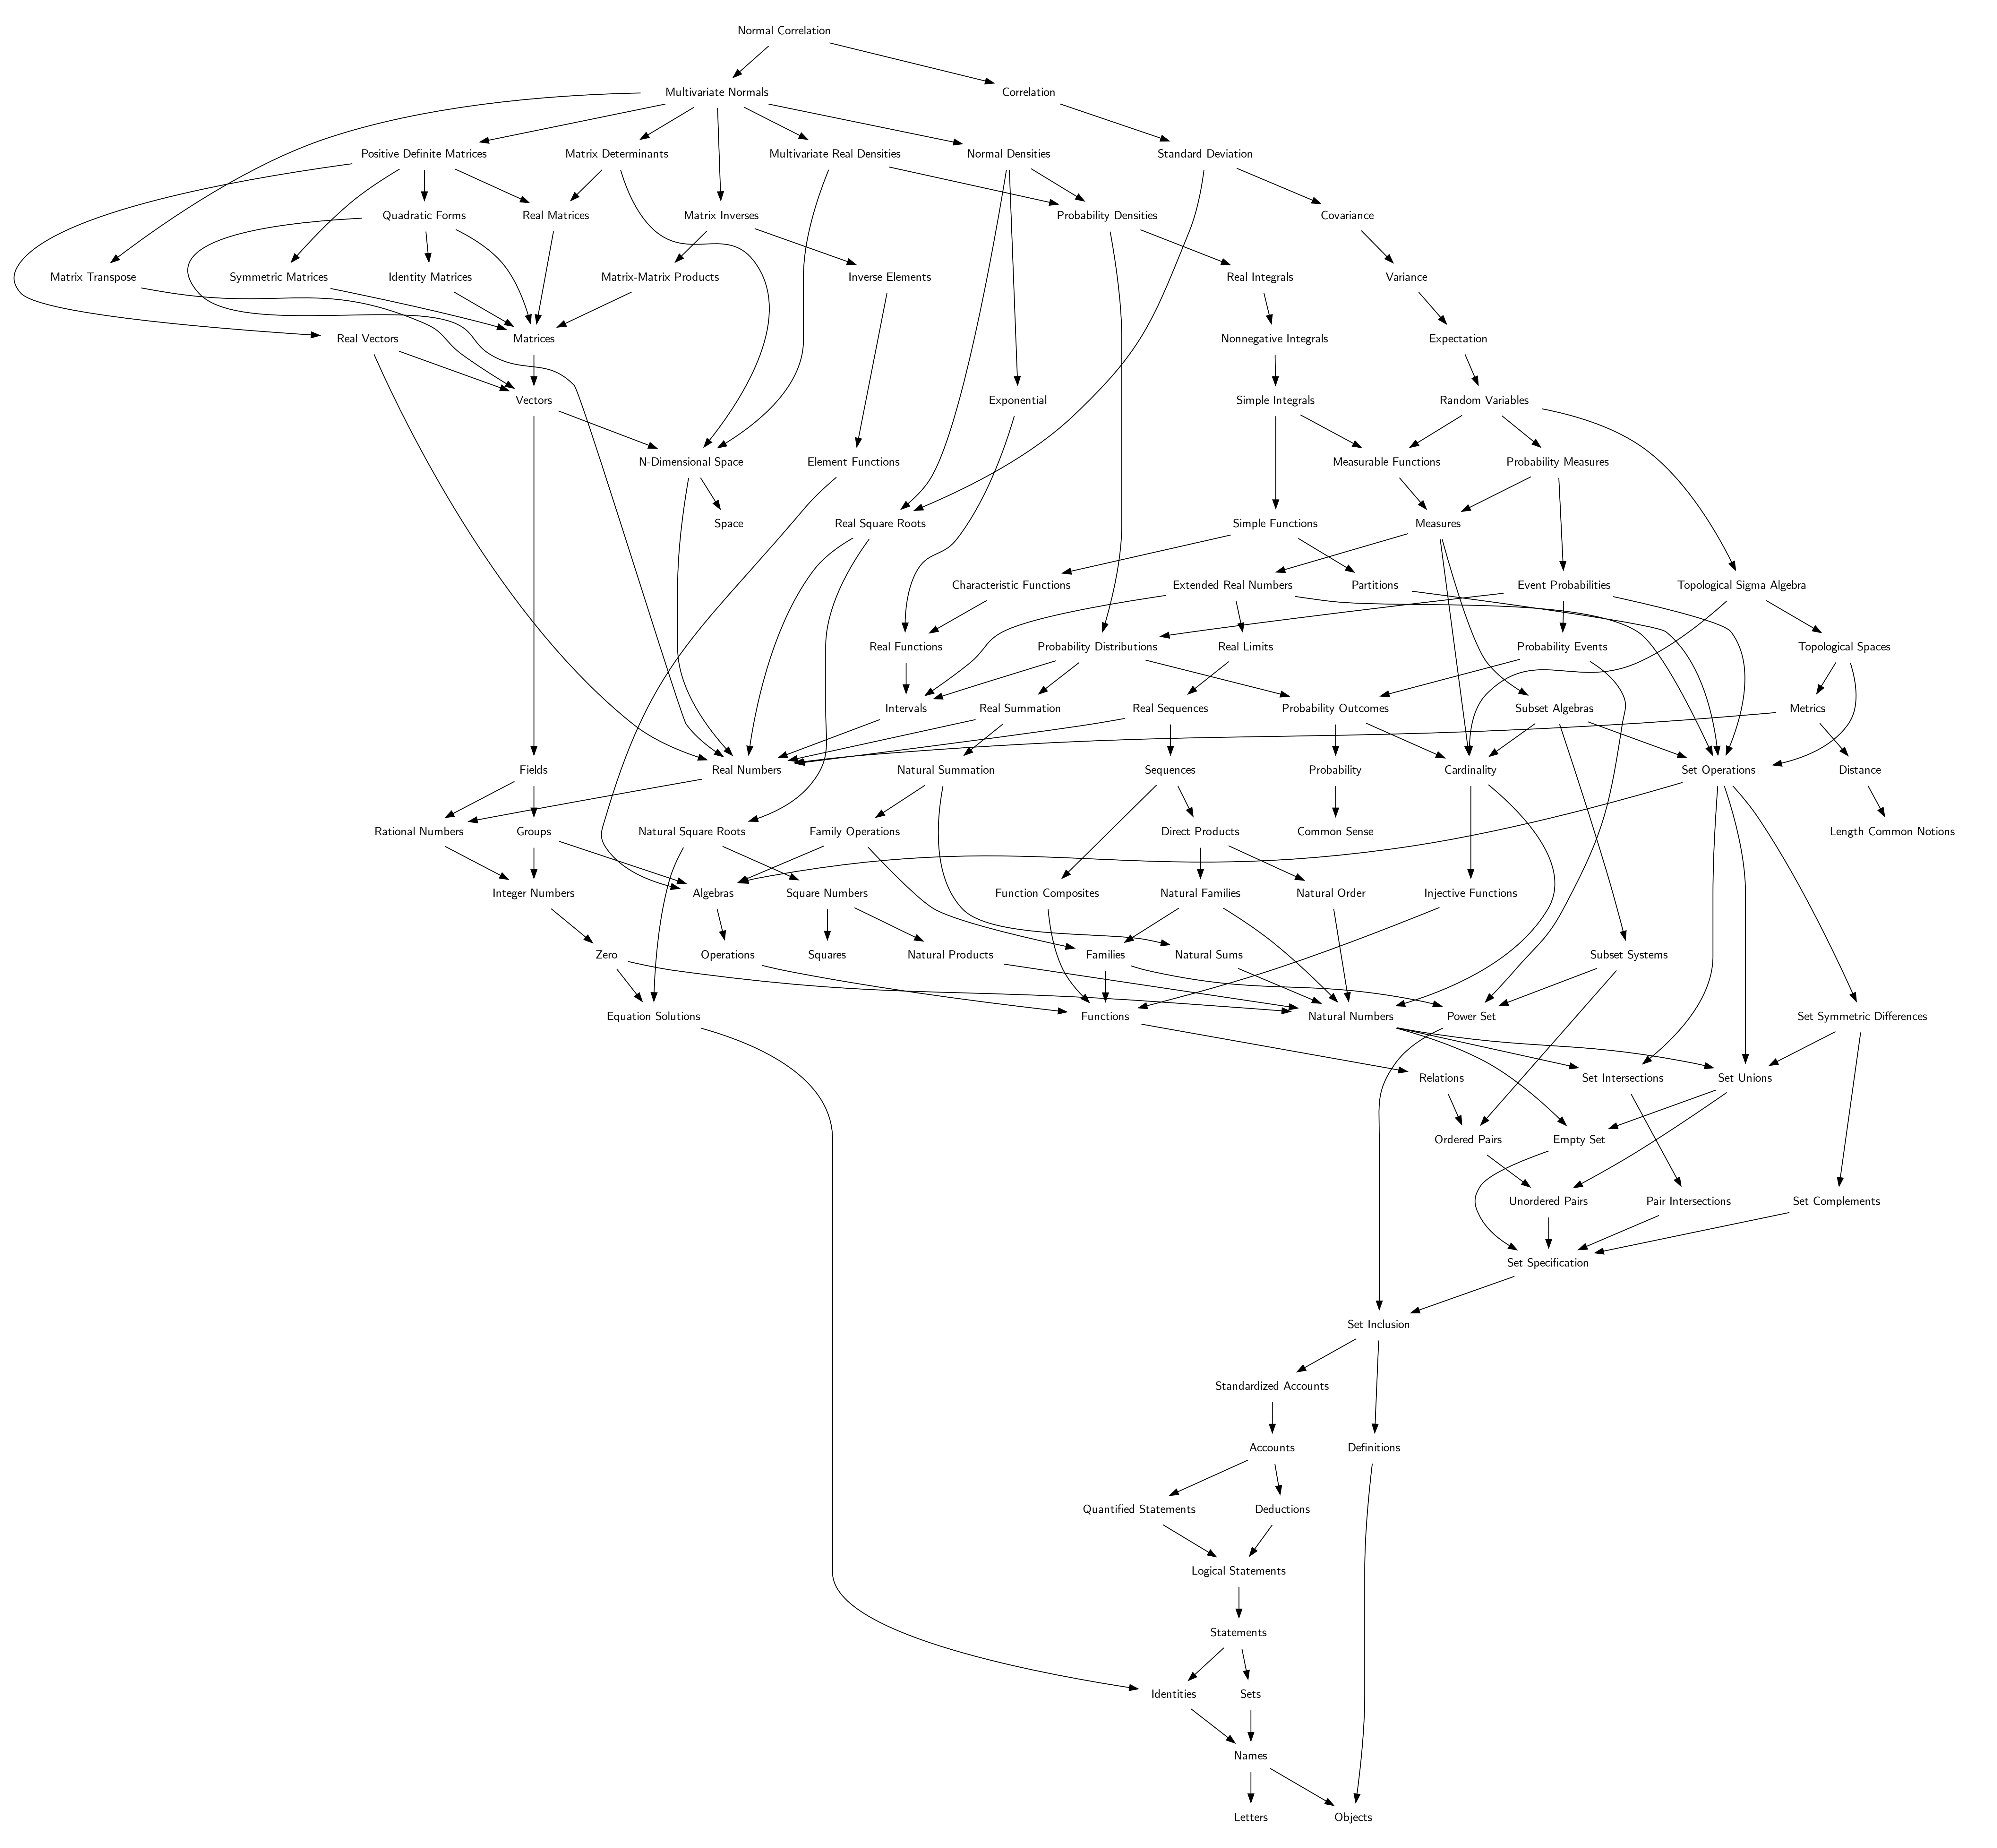 Normal Correlation
Multivariate Normals
Correlation
Positive Definite Matrices
Matrix Determinants
Multivariate Real Densities
Normal Densities
Standard Deviation
Quadratic Forms
Real Matrices
Matrix Inverses
Probability Densities
Covariance
Matrix Transpose
Symmetric Matrices
Identity Matrices
Matrix-Matrix Products
Inverse Elements
Real Integrals
Variance
Real Vectors
Matrices
Nonnegative Integrals
Expectation
Vectors
Exponential
Simple Integrals
Random Variables
N-Dimensional Space
Element Functions
Measurable Functions
Probability Measures
Space
Real Square Roots
Simple Functions
Measures
Characteristic Functions
Extended Real Numbers
Partitions
Event Probabilities
Topological Sigma Algebra
Real Functions
Probability Distributions
Real Limits
Probability Events
Topological Spaces
Intervals
Real Summation
Real Sequences
Probability Outcomes
Subset Algebras
Metrics
Fields
Real Numbers
Natural Summation
Sequences
Probability
Cardinality
Set Operations
Distance
Rational Numbers
Groups
Natural Square Roots
Family Operations
Direct Products
Common Sense
Length Common Notions
Integer Numbers
Algebras
Square Numbers
Function Composites
Natural Families
Natural Order
Injective Functions
Zero
Operations
Squares
Natural Products
Families
Natural Sums
Subset Systems
Equation Solutions
Functions
Natural Numbers
Power Set
Set Symmetric Differences
Relations
Set Intersections
Set Unions
Ordered Pairs
Empty Set
Unordered Pairs
Pair Intersections
Set Complements
Set Specification
Set Inclusion
Standardized Accounts
Accounts
Definitions
Quantified Statements
Deductions
Logical Statements
Statements
Identities
Sets
Names
Letters
Objects